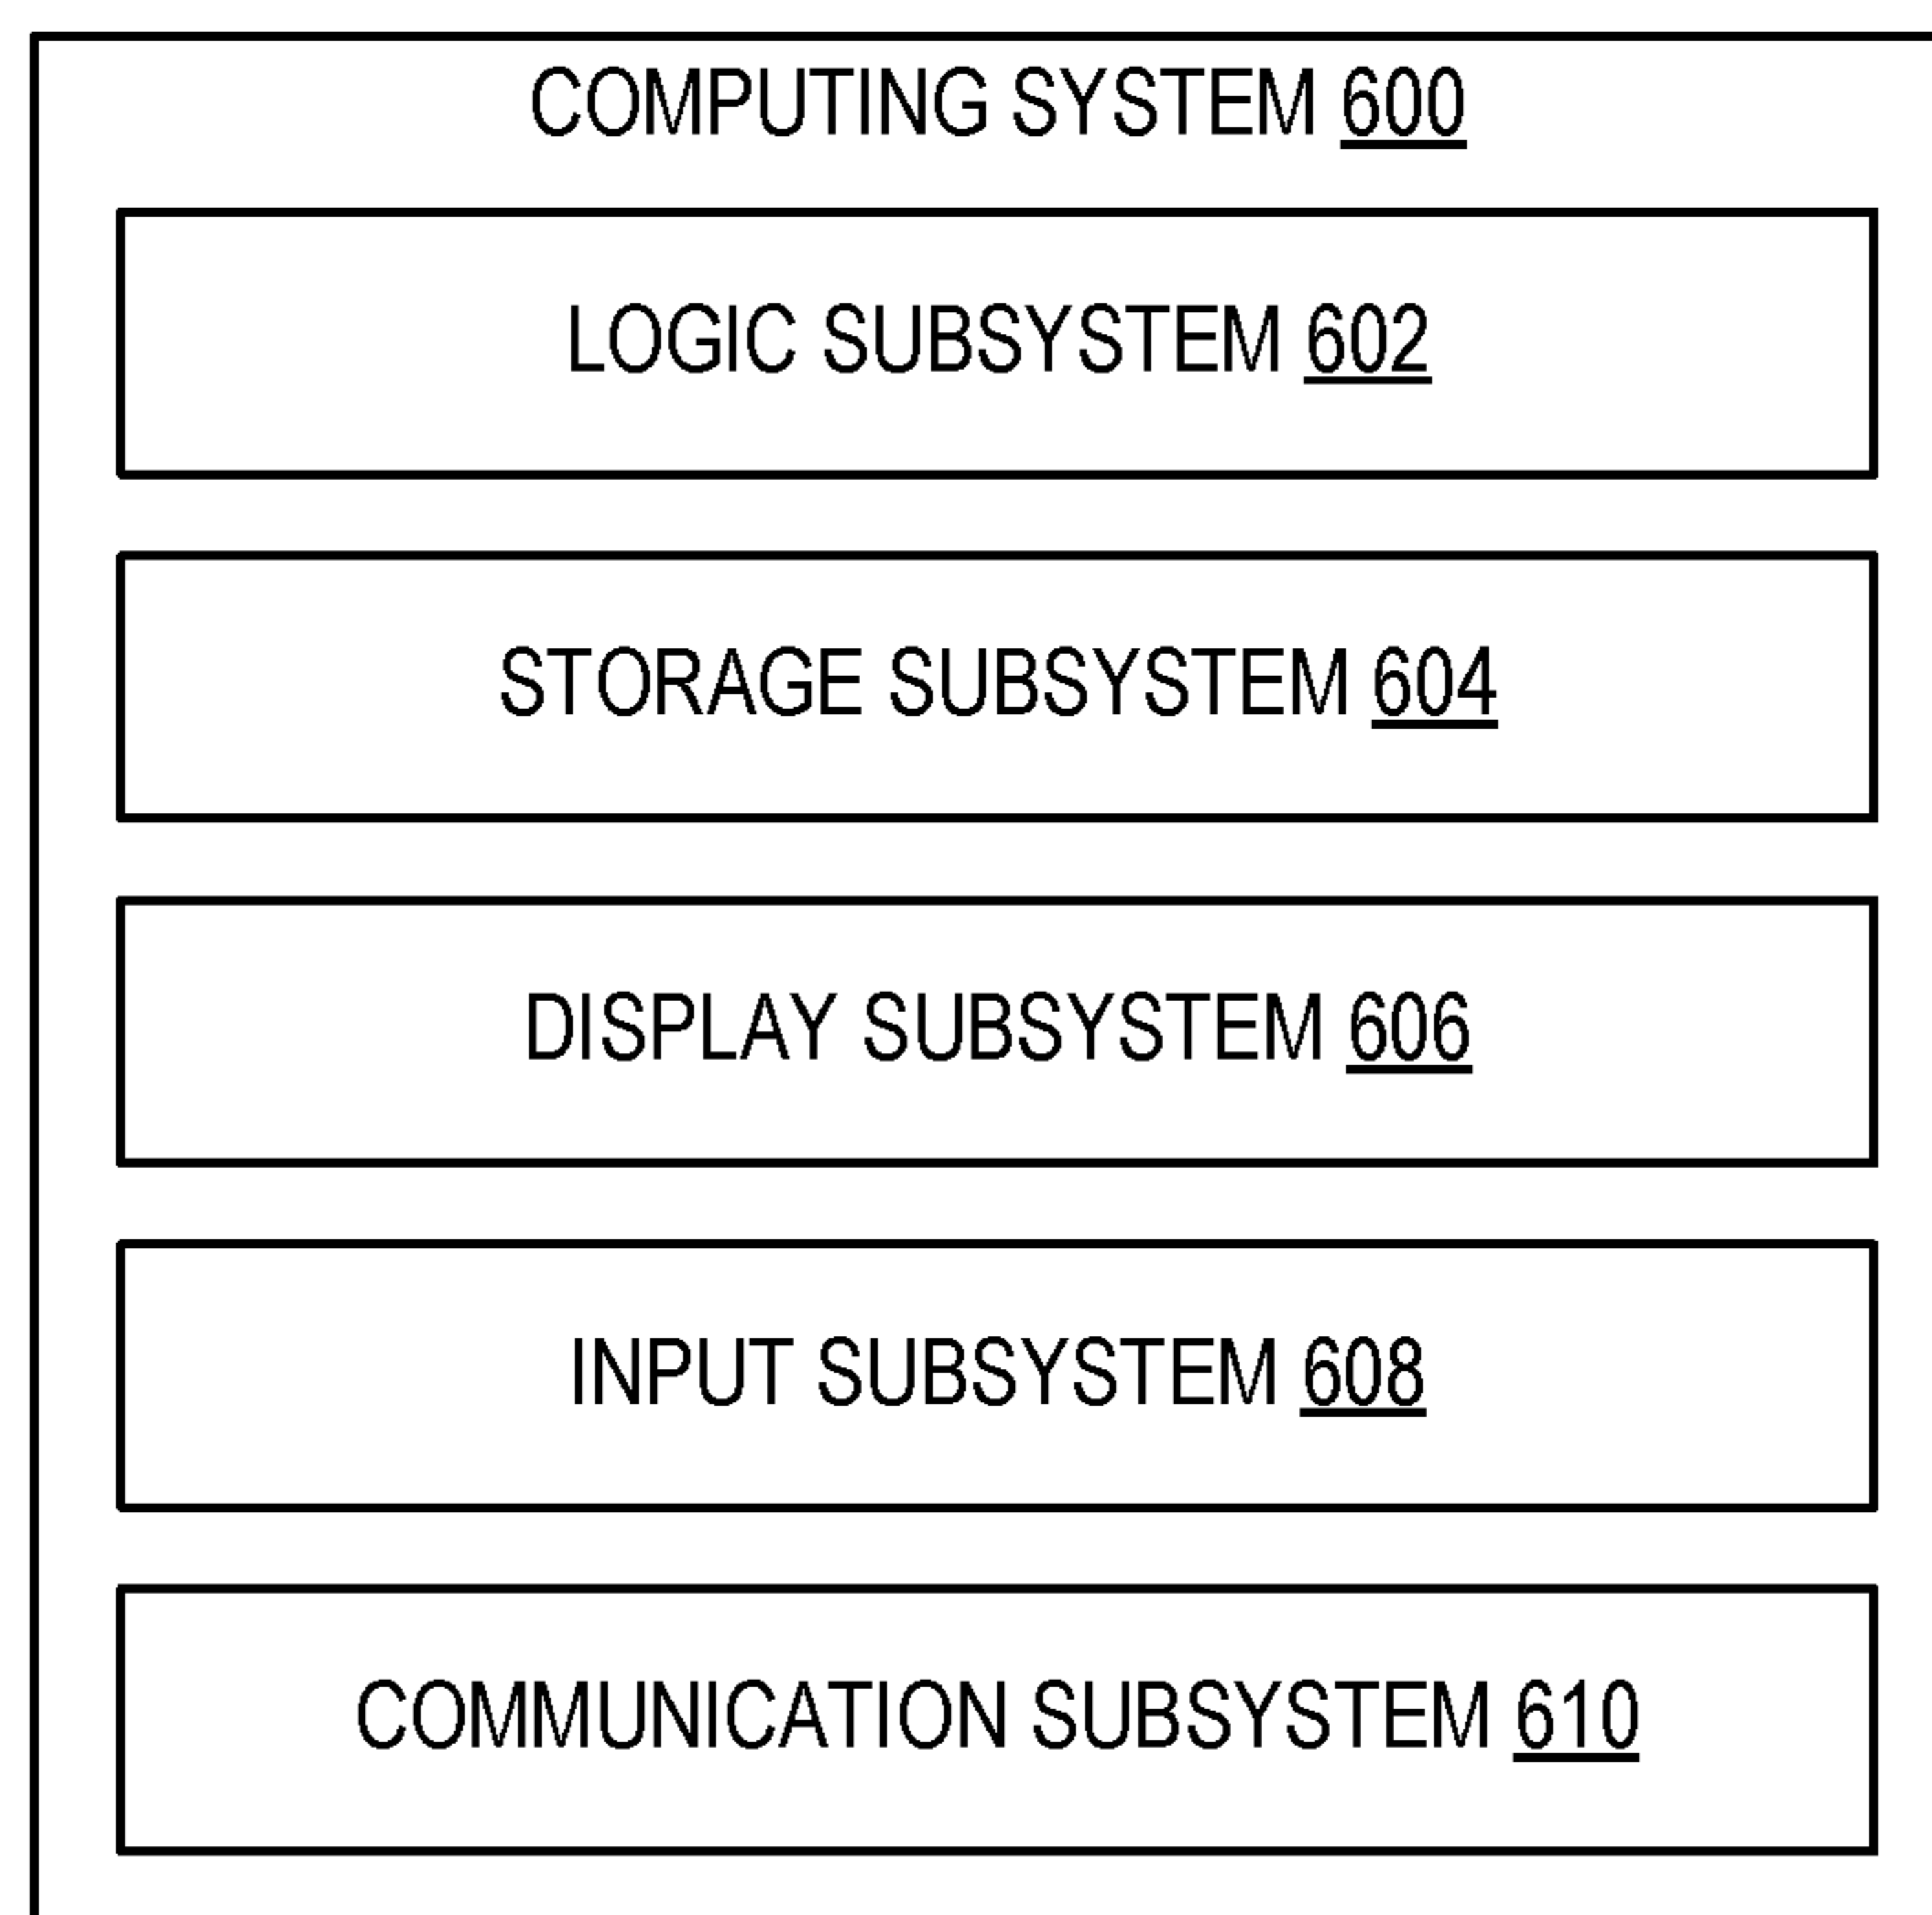 COMPUTING SYSTEM 600
LOGIC SUBSYSTEM 602
STORAGE SUBSYSTEM 604
DISPLAY SUBSYSTEM 606
INPUT SUBSYSTEM 608
COMMUNICATION SUBSYSTEM 610